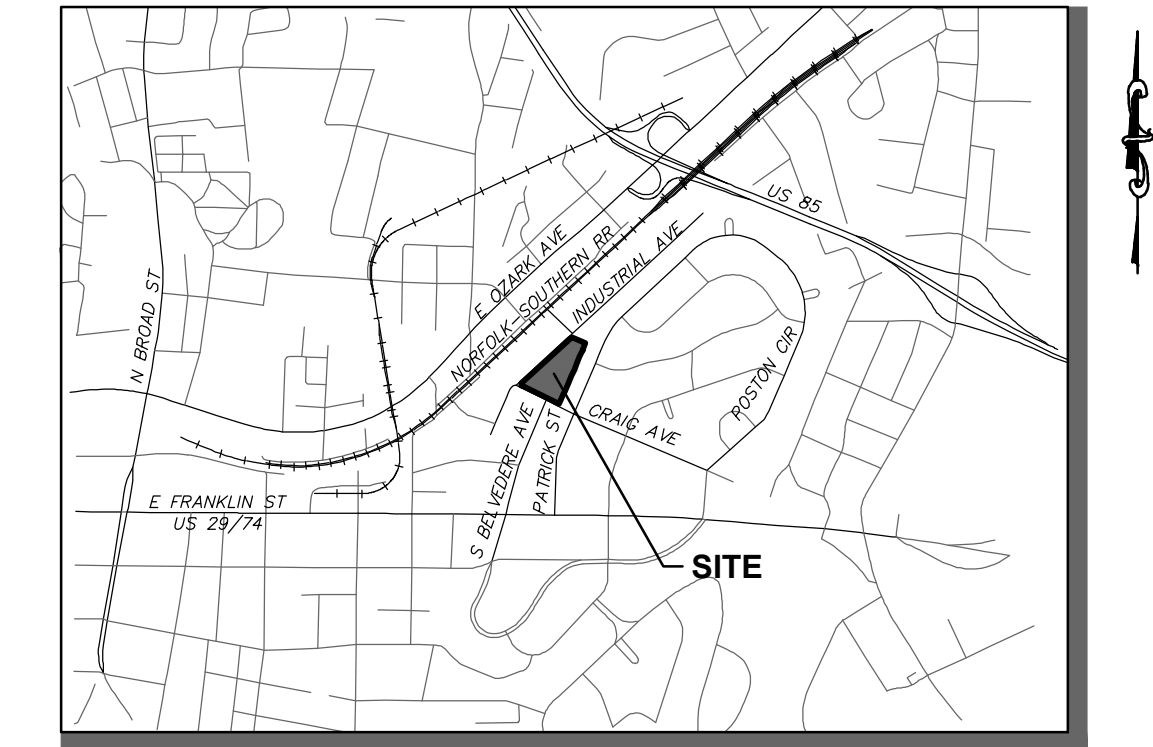 US 85
E OZARK AVE
NORFOLK-SOUTHERN RR
INDUSTRIAL AVE
N BROAD ST
POSTON CIR
CRAIG AVE
S BELVEDERE AVE
PATRICK ST
E FRANKLIN ST
US 29/74
SITE